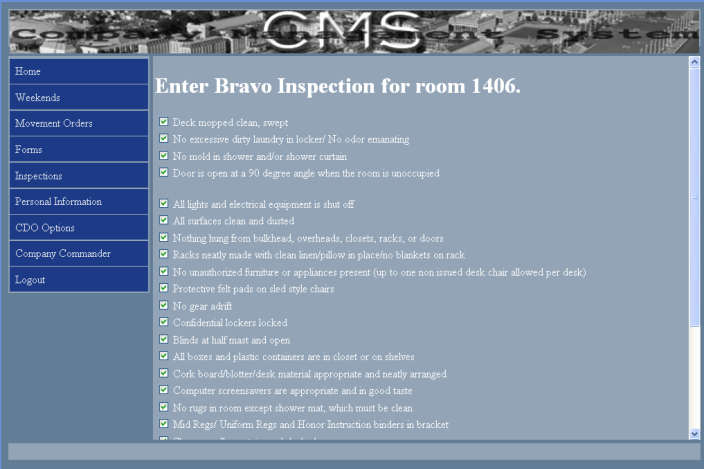 CMS
Company Management System
Home
Weekends
Movement Orders
Forms
Inspections
Personal Information
CDO Options
Company Commander
Logout
Enter Bravo Inspection for room 1406.
Deck mopped clean, swept
No excessive dirty laundry in locker/ No odor emanating
No mold in shower and/or shower curtain
Door is open at a 90 degree angle when the room is unoccupied
All lights and electrical equipment is shut off
All surfaces clean and dusted
Nothing hung from bulkhead, overheads, closets, racks, or doors
Racks neatly made with clean linen/pillow in place/no blankets on rack
No unauthorized furniture or appliances present (up to one non issued desk chair allowed per desk)
Protective felt pads on sled style chairs
No gear adrift
Confidential lockers locked
Blinds at half mast and open
All boxes and plastic containers are in closet or on shelves
Cork board/blotter/desk material appropriate and neatly arranged
Computer screensavers are appropriate and in good taste
No rugs in room except shower mat, which must be clean
Mid Regs/ Uniform Regs and Honor Instruction binders in bracket